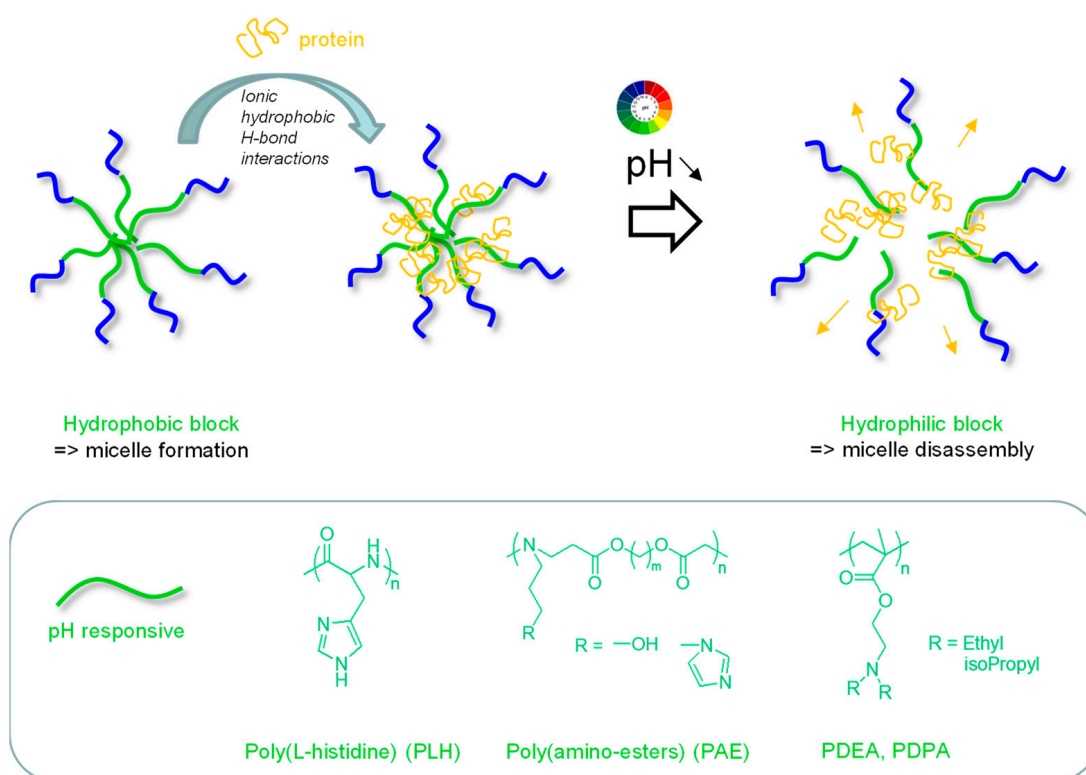 protein
Ionic
hydrophobic
H-bond
interactions
pH
pH
Hydrophobic block
=> micelle formation
Hydrophilic block
=> micelle disassembly
pH responsive
O
H
N
n
N
N
H
Poly(L-histidine) (PLH)
N
O
O
m
O
O
n
R
R = —OH
N
N
Poly(amino-esters) (PAE)
n
O
O
N
R
R
R = Ethyl
isoPropyl
PDEA, PDPA